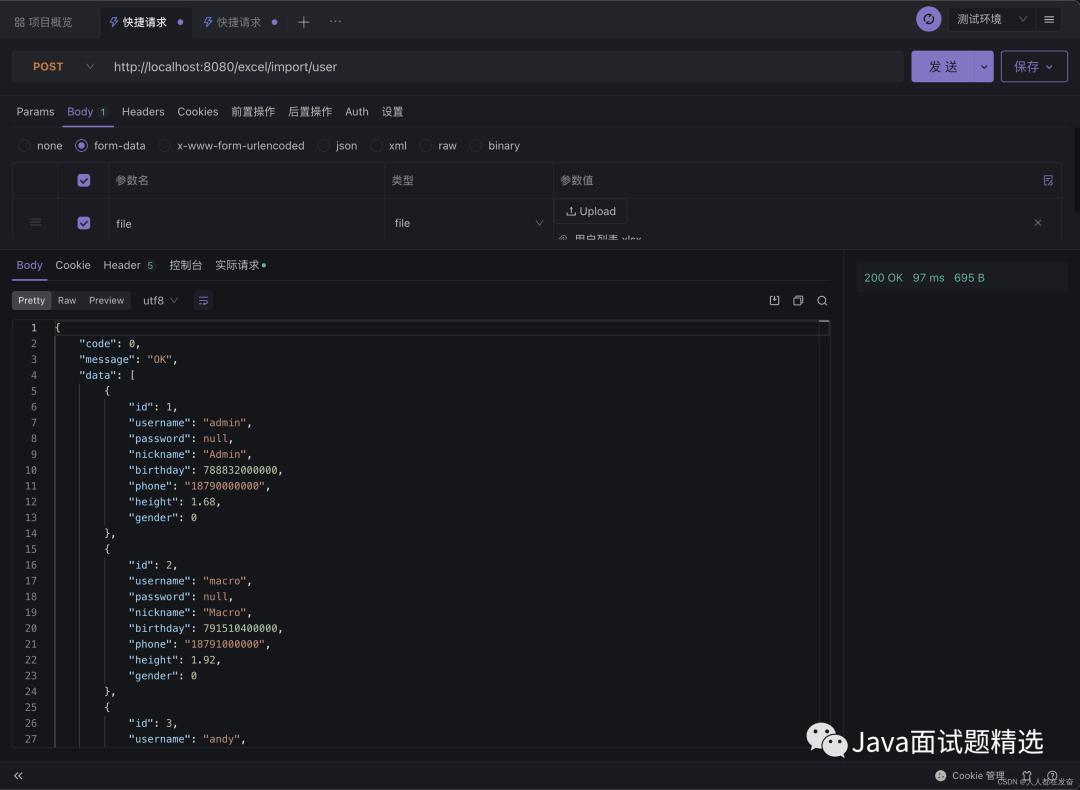 项目概览 快捷请求 快捷请求 测试环境
POST http://localhost:8080/excel/import/user 发 送 保存
Params Body 1 Headers Cookies 前置操作 后置操作 Auth 设置
none form-data x-www-form-urlencoded json xml raw binary
参数名 类型 参数值
file file Upload
用户列表.xlsx
Body Cookie Header 5 控制台 实际请求
200 OK 97 ms 695 B
Pretty Raw Preview utf8
1 {
2 "code": 0,
3 "message": "OK",
4 "data": [
5 {
6 "id": 1,
7 "username": "admin",
8 "password": null,
9 "nickname": "Admin",
10 "birthday": 788832000000,
11 "phone": "18790000000",
12 "height": 1.68,
13 "gender": 0
14 },
15 {
16 "id": 2,
17 "username": "macro",
18 "password": null,
19 "nickname": "Macro",
20 "birthday": 791510400000,
21 "phone": "18791000000",
22 "height": 1.92,
23 "gender": 0
24 },
25 {
26 "id": 3,
27 "username": "andy",
Java面试题精选
Cookie 管理
CSDN @人人都在发奋